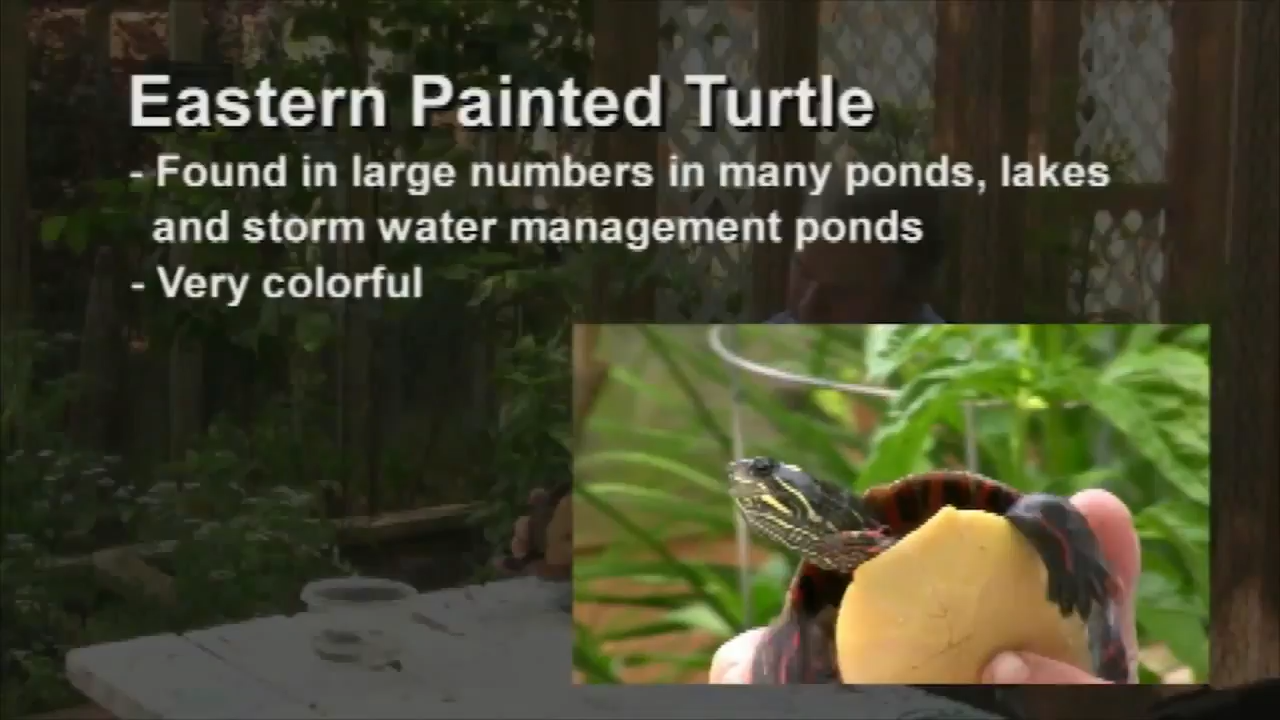 Eastern Painted Turtle
- Found in large numbers in many ponds, lakes
and storm water management ponds
- Very colorful